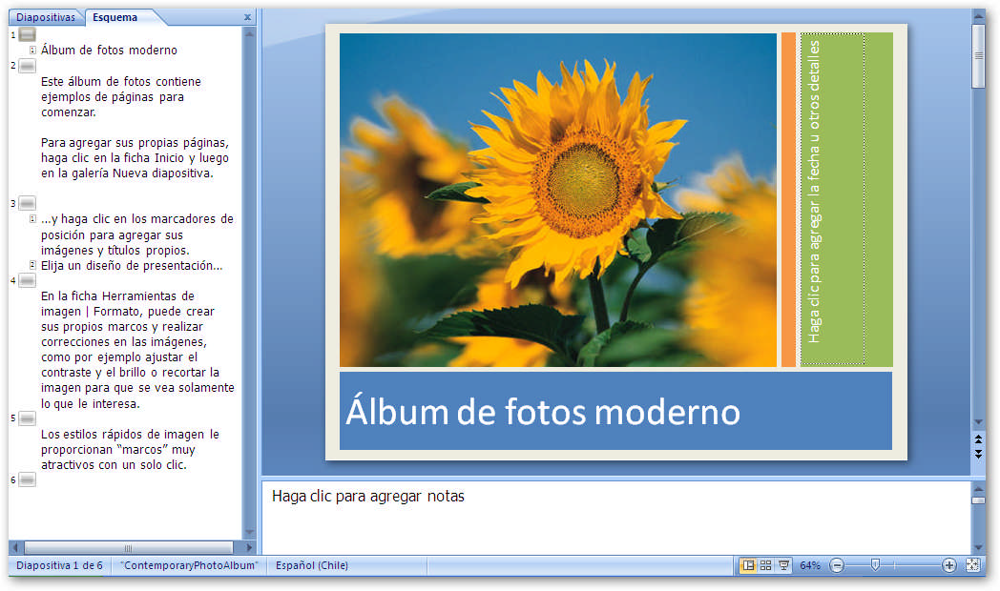 Diapositivas Esquema x
1
1 Álbum de fotos moderno
2
Este álbum de fotos contiene
ejemplos de páginas para
comenzar.
Para agregar sus propias páginas,
haga clic en la ficha Inicio y luego
en la galería Nueva diapositiva.
3
1 ...y haga clic en los marcadores de
posición para agregar sus
imágenes y títulos propios.
2 Elija un diseño de presentación...
4
En la ficha Herramientas de
imagen | Formato, puede crear
sus propios marcos y realizar
correcciones en las imágenes,
como por ejemplo ajustar el
contraste y el brillo o recortar la
imagen para que se vea solamente
lo que le interesa.
5
Los estilos rápidos de imagen le
proporcionan “marcos” muy
atractivos con un solo clic.
6
Haga clic para agregar la fecha u otros detalles
Álbum de fotos moderno
Haga clic para agregar notas
Diapositiva 1 de 6 "ContemporaryPhotoAlbum" Español (Chile) 64%